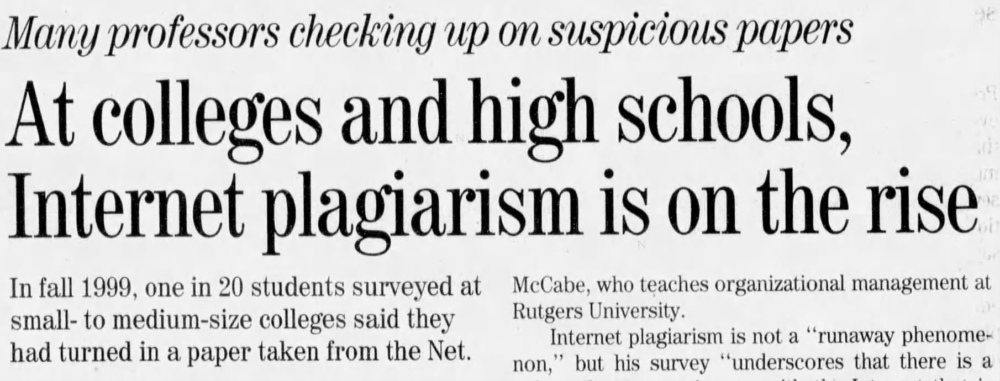 Many professors checking up on suspicious papers
At colleges and high schools,
Internet plagiarism is on the rise
In fall 1999, one in 20 students surveyed at
small- to medium-size colleges said they
had turned in a paper taken from the Net.
McCabe, who teaches organizational management at
Rutgers University.
Internet plagiarism is not a “runaway phenome-
non,” but his survey “underscores that there is a